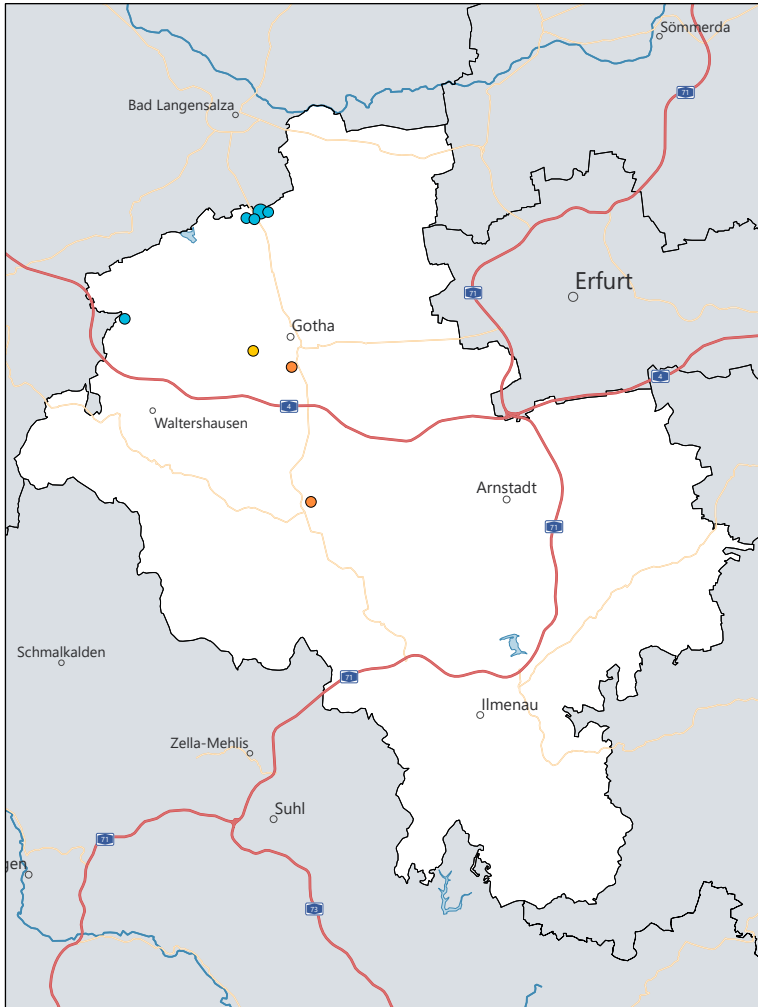 Sömmerda
71
Bad Langensalza
Erfurt
71
Gotha
4
4
Waltershausen
Arnstadt
71
Schmalkalden
71
Ilmenau
Zella-Mehlis
Suhl
71
gen
73